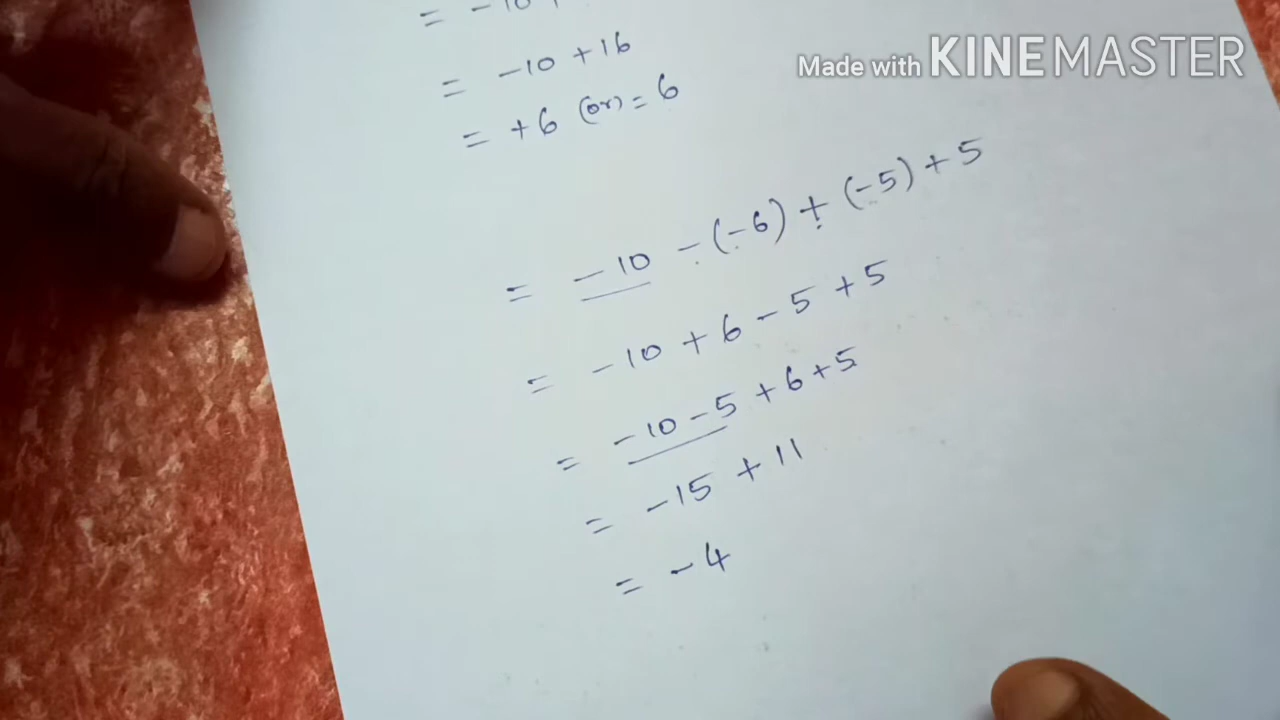 = -10
Made with KINEMASTER
= -10 +16
= +6 (or) = 6
= -10 -(-6) + (-5) + 5
= -10 + 6 - 5 + 5
= -10 - 5 + 6 + 5
= -15 + 11
= -4